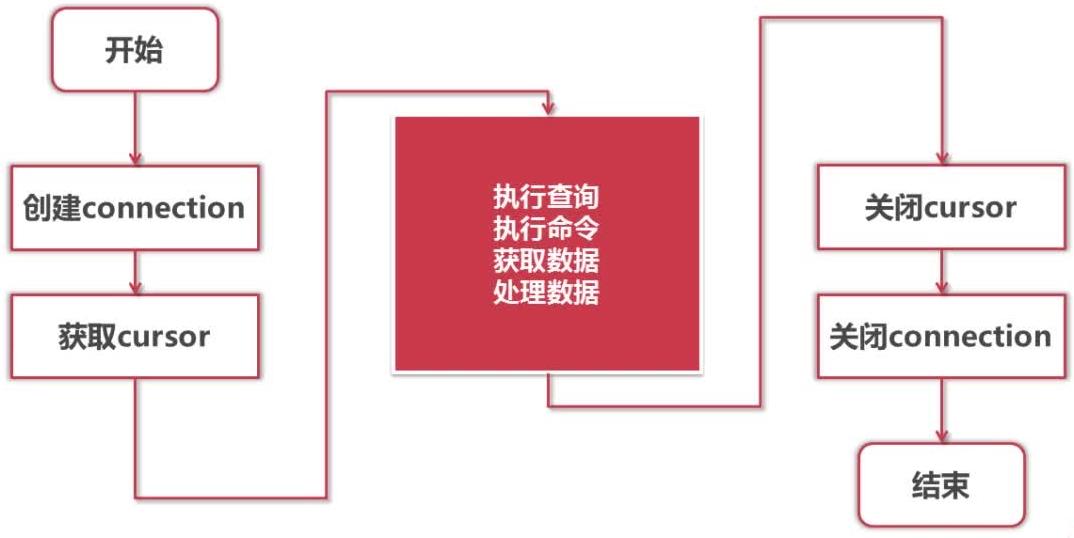 开始
创建connection
获取cursor
执行查询
执行命令
获取数据
处理数据
关闭cursor
关闭connection
结束